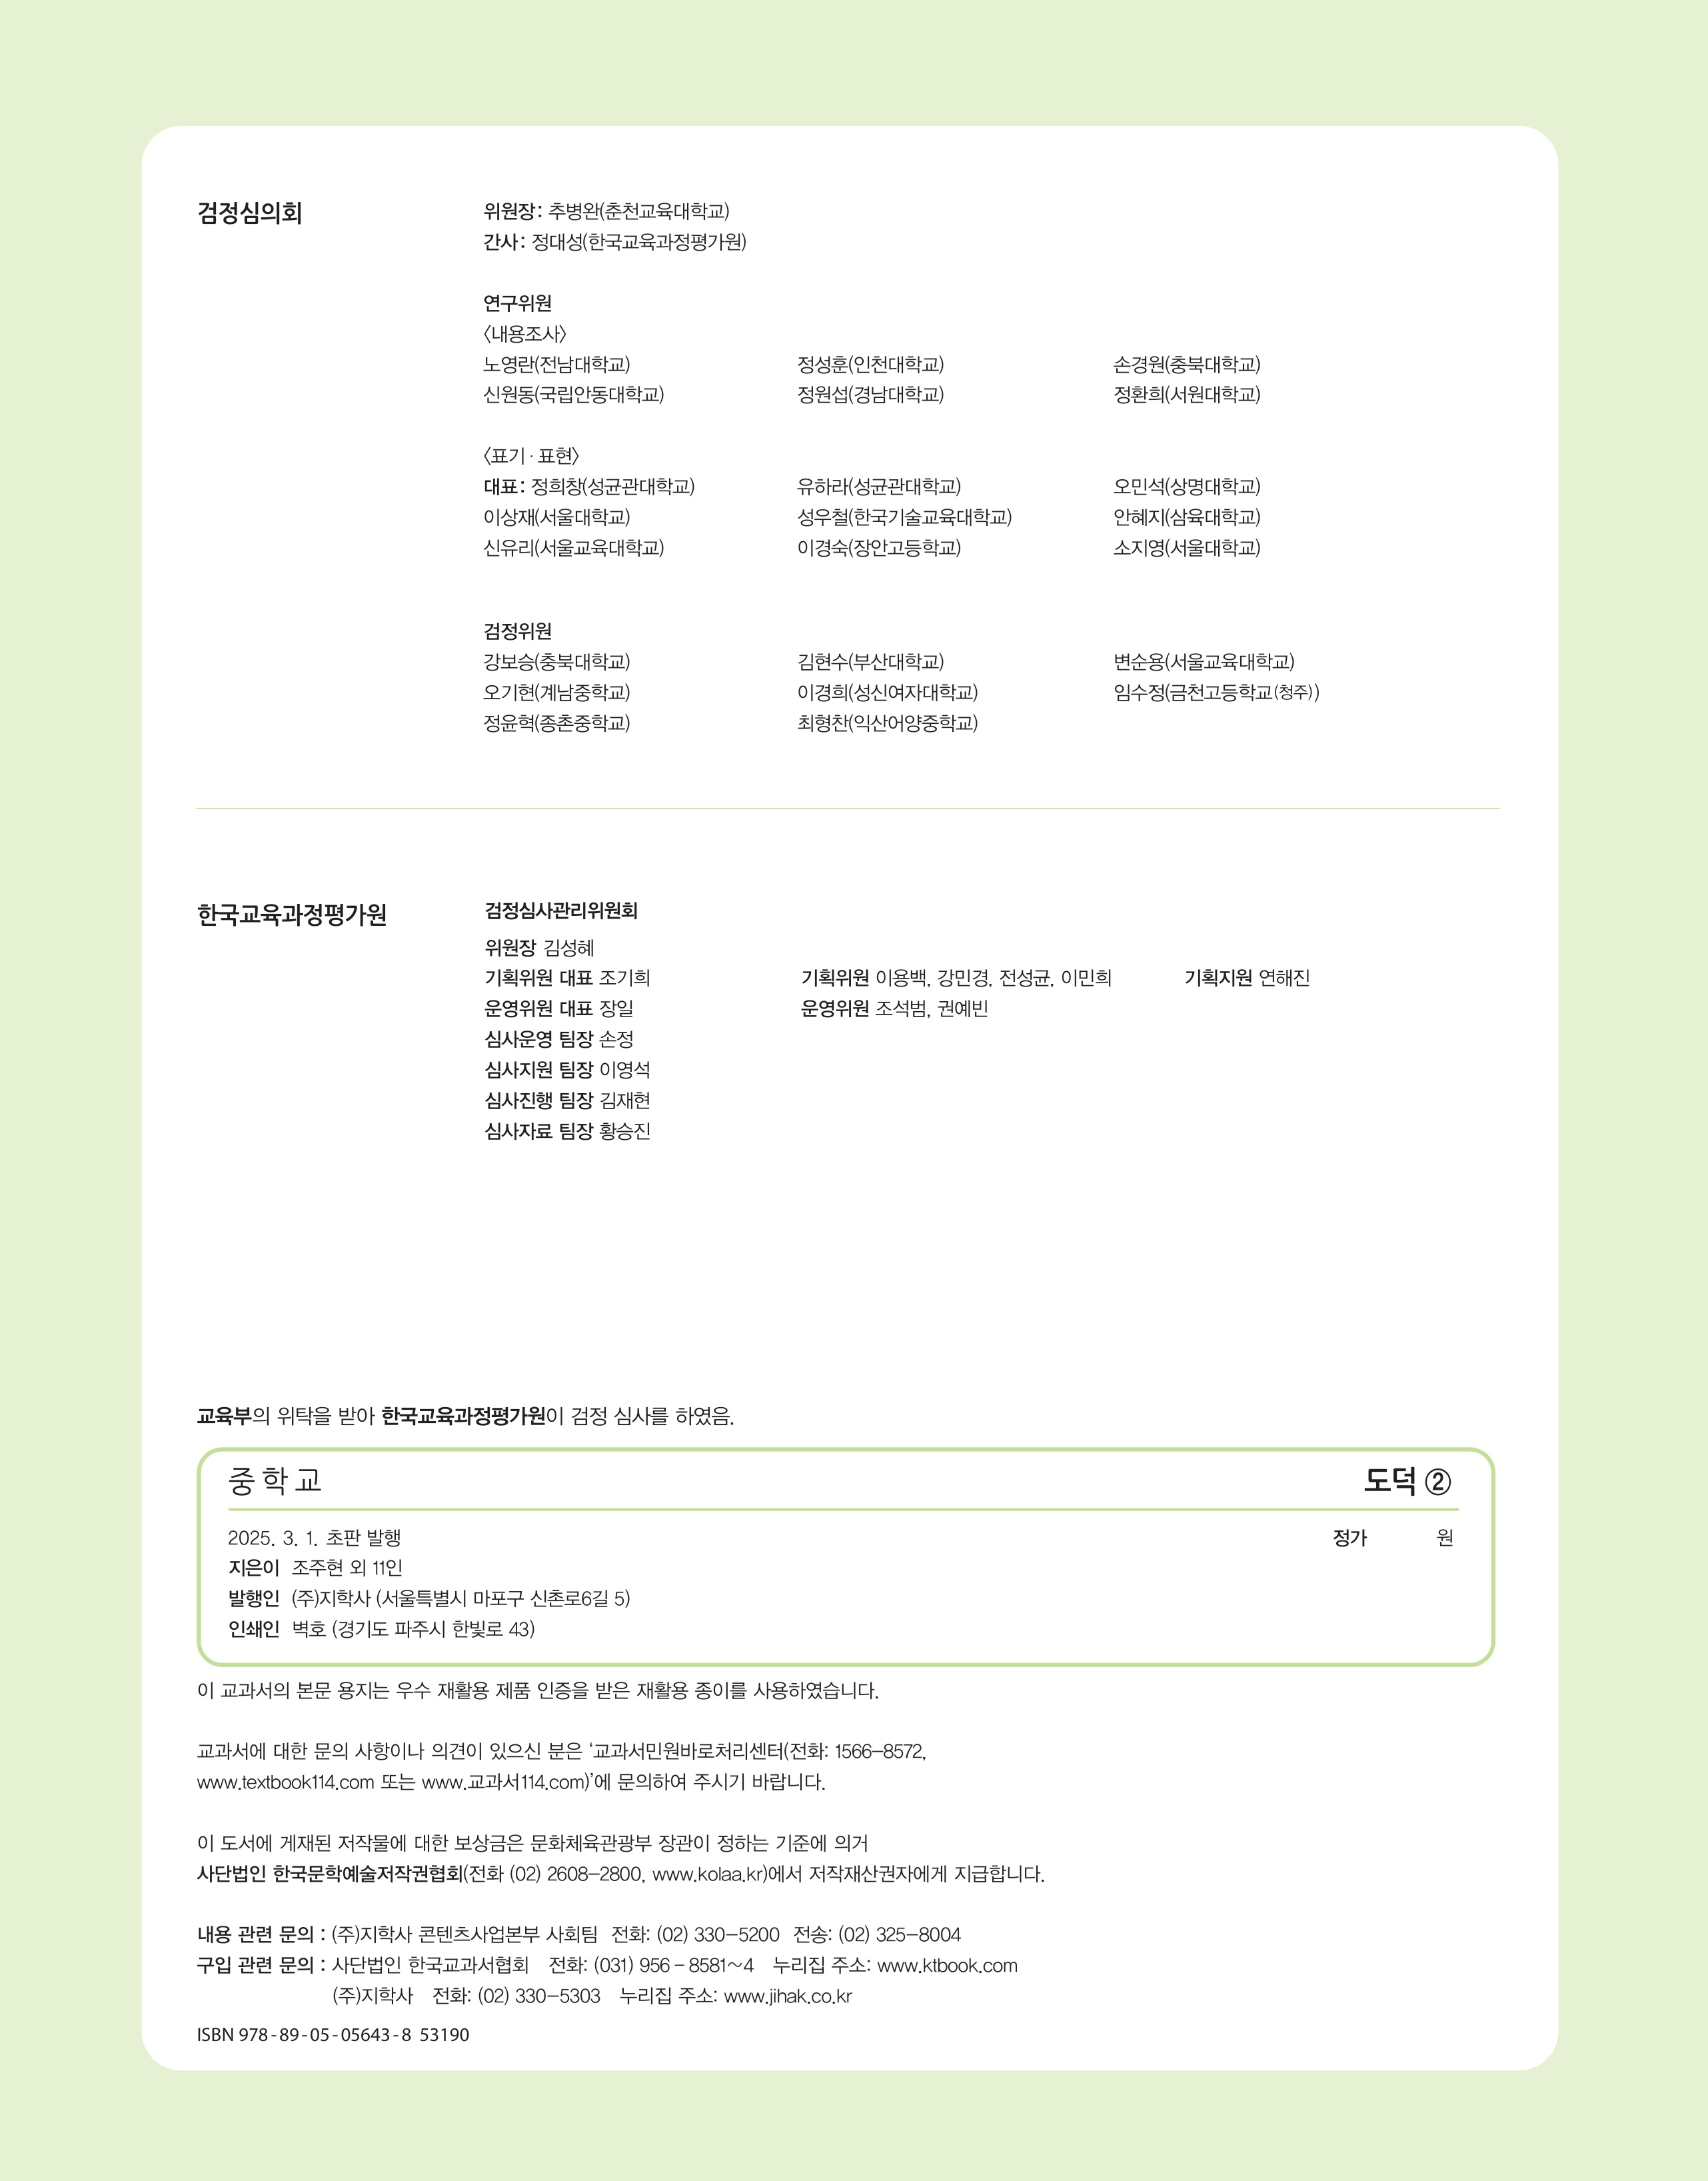 검정심의회
위원장: 추병완(춘천교육대학교)
간사: 정대성(한국교육과정평가원)
연구위원
〈내용조사〉
노영란(전남대학교) 정성훈(인천대학교) 손경원(충북대학교)
신원동(국립안동대학교) 정원섭(경남대학교) 정환희(서원대학교)
〈표기·표현〉
대표: 정희창(성균관대학교) 유하라(성균관대학교) 오민석(상명대학교)
이상재(서울대학교) 성우철(한국기술교육대학교) 안혜지(삼육대학교)
신유리(서울교육대학교) 이경숙(장안고등학교) 소지영(서울대학교)
검정위원
강보승(충북대학교) 김현수(부산대학교) 변순용(서울교육대학교)
오기현(계남중학교) 이경희(성신여자대학교) 임수정(금천고등학교(청주))
정윤혁(종촌중학교) 최형찬(익산어양중학교)
한국교육과정평가원
검정심사관리위원회
위원장 김성혜
기획위원 대표 조기희 기획위원 이용백, 강민경, 전성균, 이민희 기획지원 연해진
운영위원 대표 장일 운영위원 조석범, 권예빈
심사운영 팀장 손정
심사지원 팀장 이영석
심사진행 팀장 김재현
심사자료 팀장 황승진
교육부의 위탁을 받아 한국교육과정평가원이 검정 심사를 하였음.
중학교 도덕 ②
2025. 3. 1. 초판 발행 정가 원
지은이 조주현 외 11인
발행인 (주)지학사 (서울특별시 마포구 신촌로6길 5)
인쇄인 벽호 (경기도 파주시 한빛로 43)
이 교과서의 본문 용지는 우수 재활용 제품 인증을 받은 재활용 종이를 사용하였습니다.
교과서에 대한 문의 사항이나 의견이 있으신 분은 ‘교과서민원바로처리센터(전화: 1566-8572,
www.textbook114.com 또는 www.교과서114.com)’에 문의하여 주시기 바랍니다.
이 도서에 게재된 저작물에 대한 보상금은 문화체육관광부 장관이 정하는 기준에 의거
사단법인 한국문학예술저작권협회(전화 (02) 2608-2800, www.kolaa.kr)에서 저작재산권자에게 지급합니다.
내용 관련 문의 : (주)지학사 콘텐츠사업본부 사회팀 전화: (02) 330-5200 전송: (02) 325-8004
구입 관련 문의 : 사단법인 한국교과서협회 전화: (031) 956-8581~4 누리집 주소: www.ktbook.com
(주)지학사 전화: (02) 330-5303 누리집 주소: www.jihak.co.kr
ISBN 978-89-05-05643-8 53190